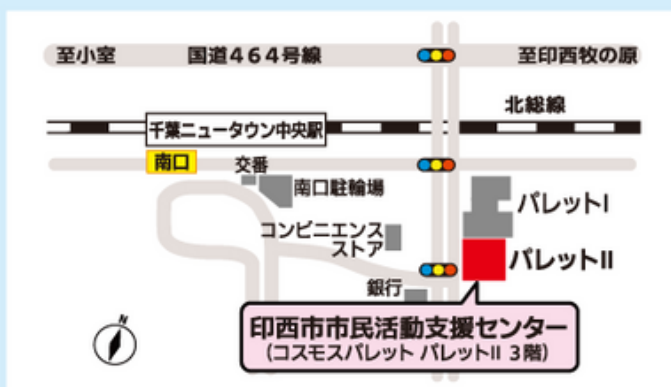 至小室
国道464号線
至印西牧の原
北総線
千葉ニュータウン中央駅
南口
交番
南口駐輪場
パレットI
コンビニエンス
ストア
パレットII
銀行
印西市市民活動支援センター
(コスモスパレット パレットII 3階)
N